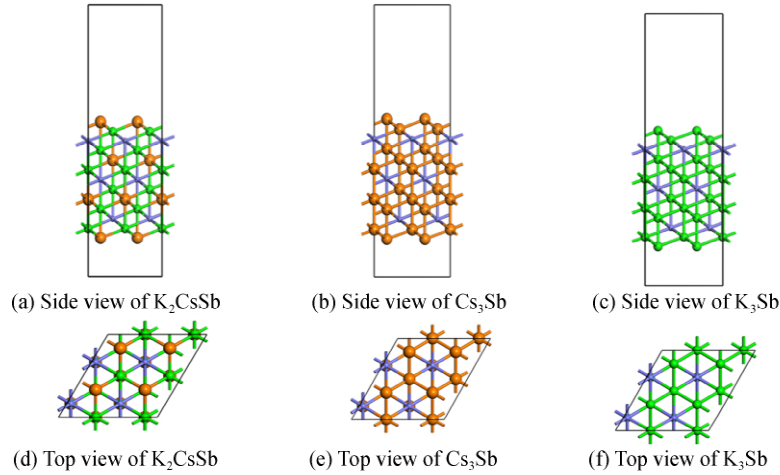 (a) Side view of K₂CsSb
(b) Side view of Cs₃Sb
(c) Side view of K₃Sb
(d) Top view of K₂CsSb
(e) Top view of Cs₃Sb
(f) Top view of K₃Sb